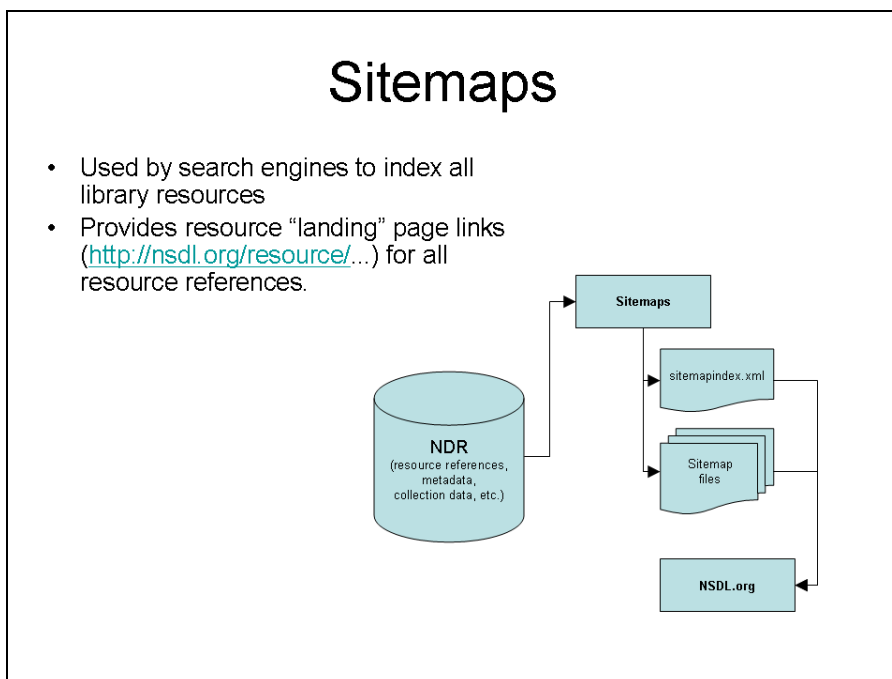 Sitemaps
• Used by search engines to index all
library resources
• Provides resource “landing” page links
(http://nsdl.org/resource/...) for all
resource references.
Sitemaps
sitemapindex.xml
NDR
(resource references,
metadata,
collection data, etc.)
Sitemap
files
NSDL.org